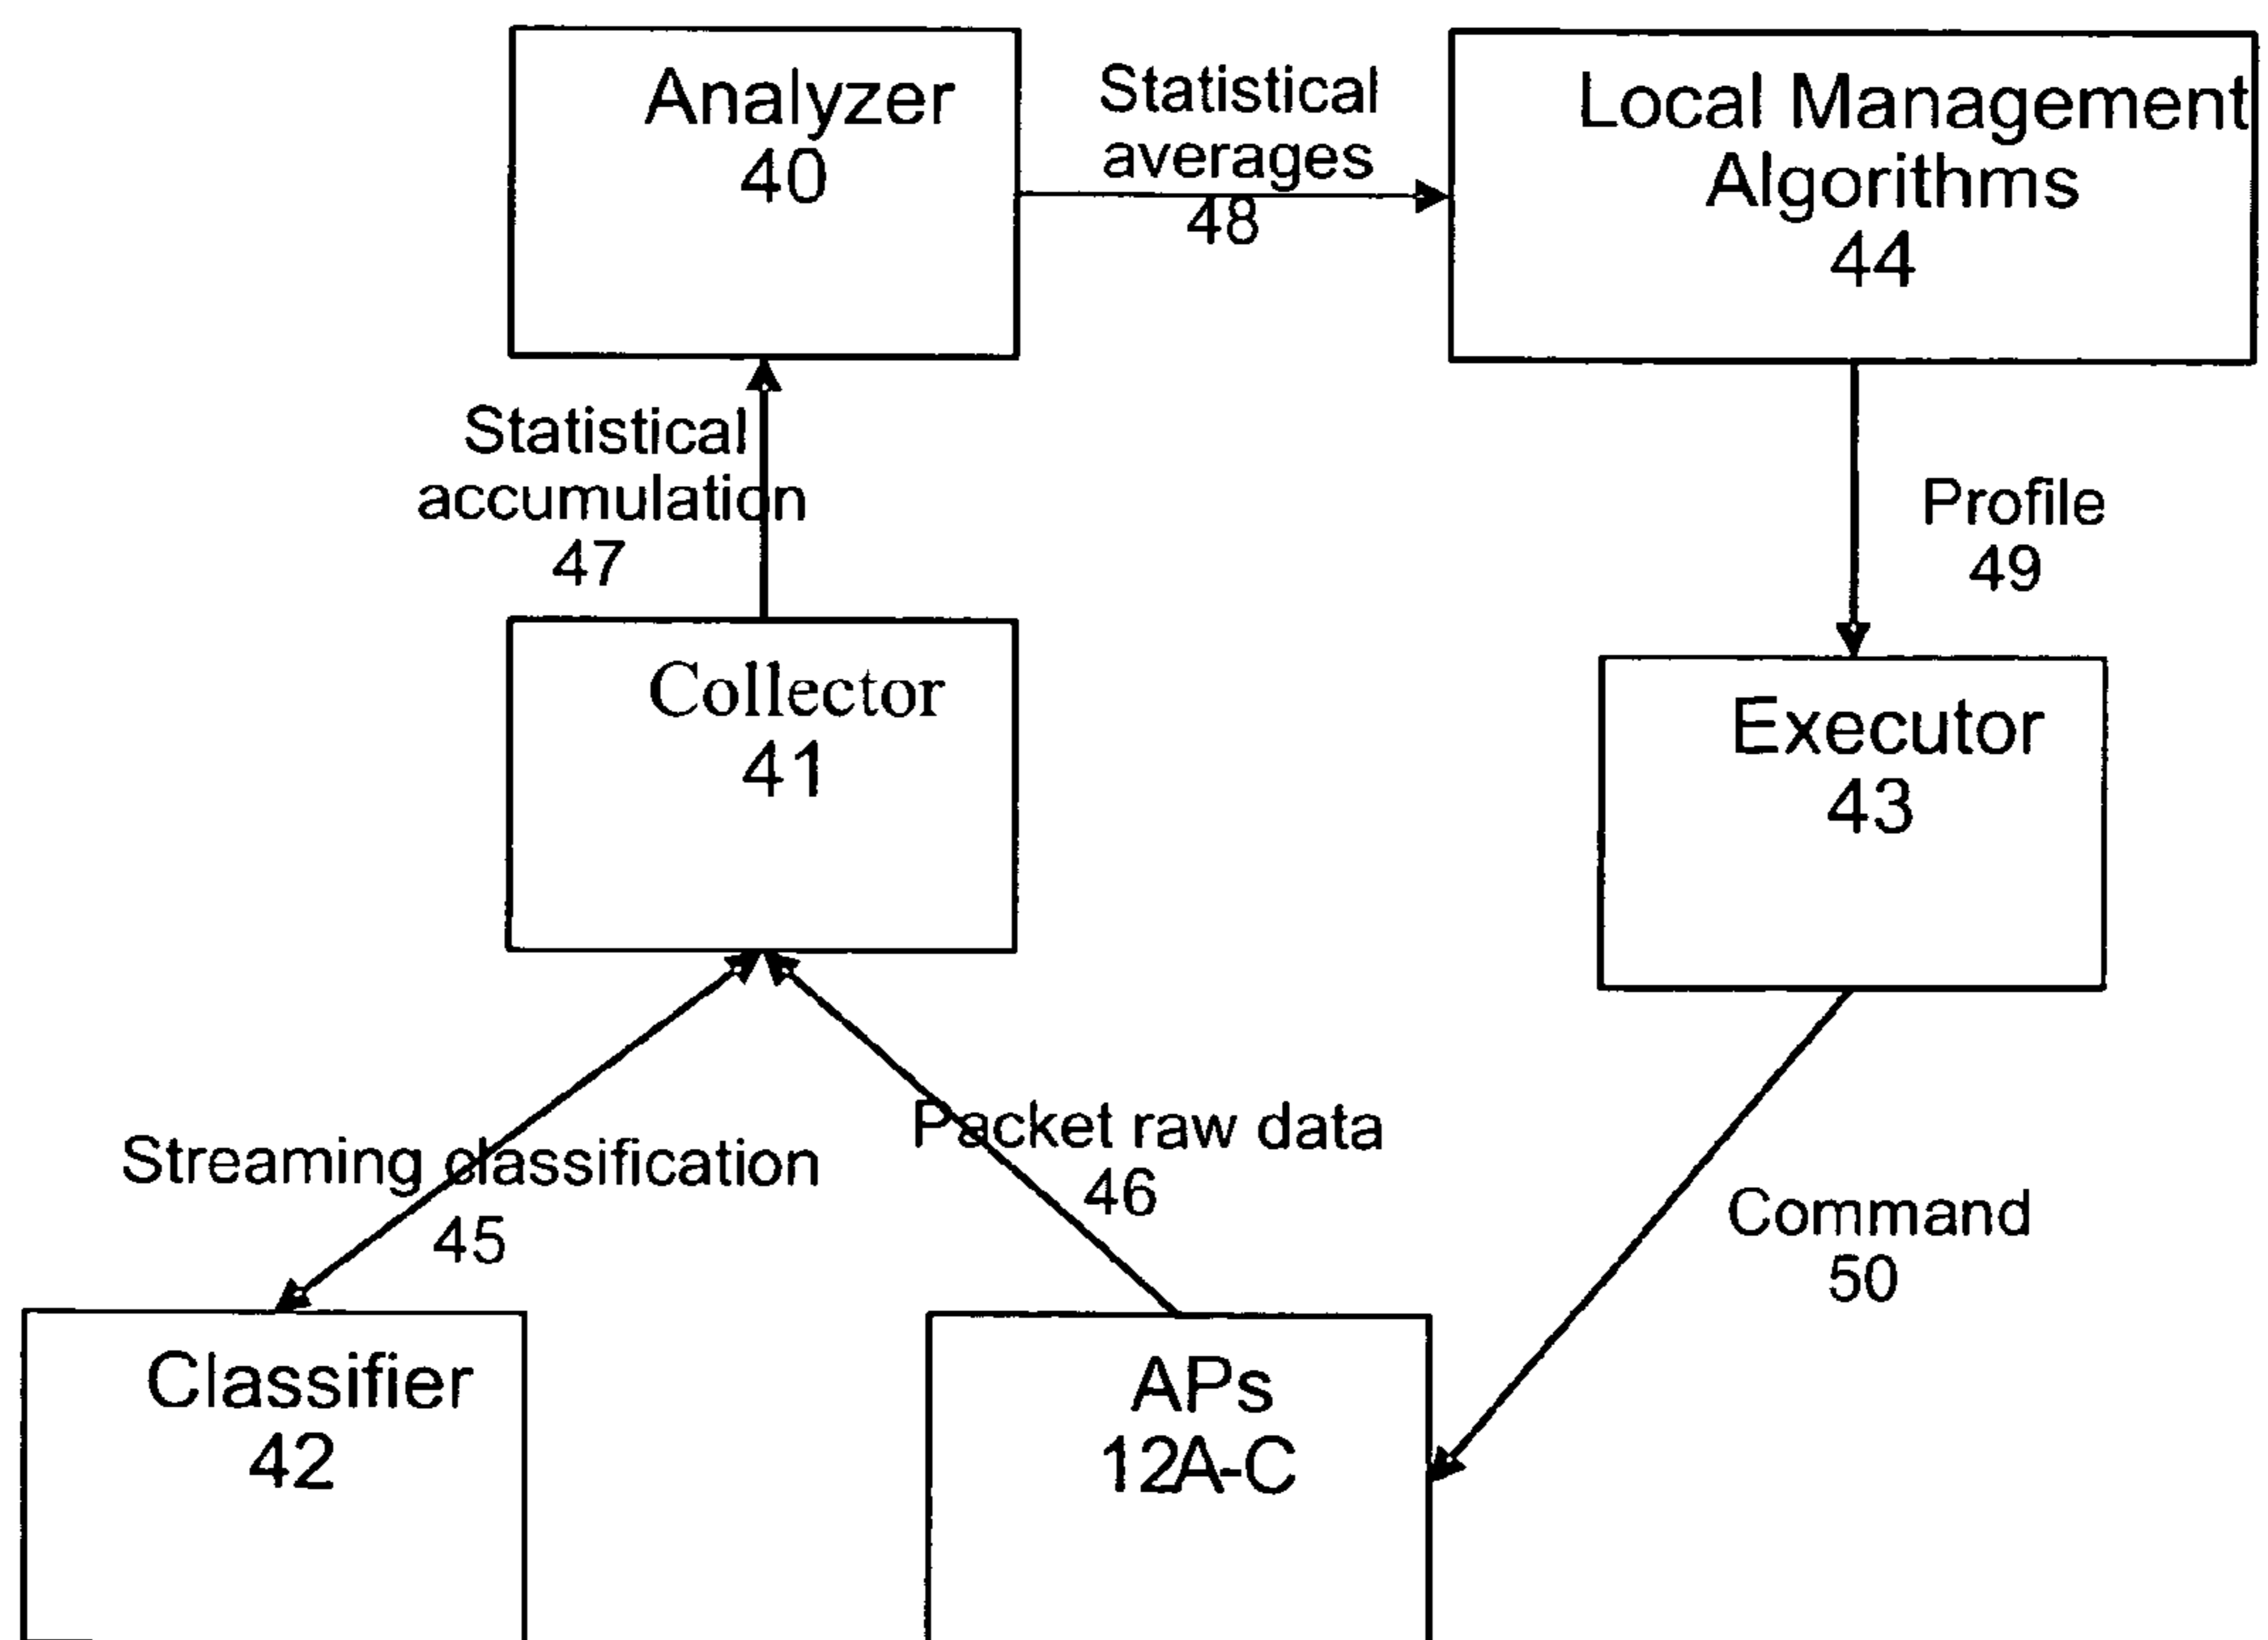 Analyzer
40
Statistical
averages
48
Local Management
Algorithms
44
Statistical
accumulation
47
Profile
49
Collector
41
Executor
43
Streaming classification
45
Packet raw data
46
Command
50
Classifier
42
APs
12A-C